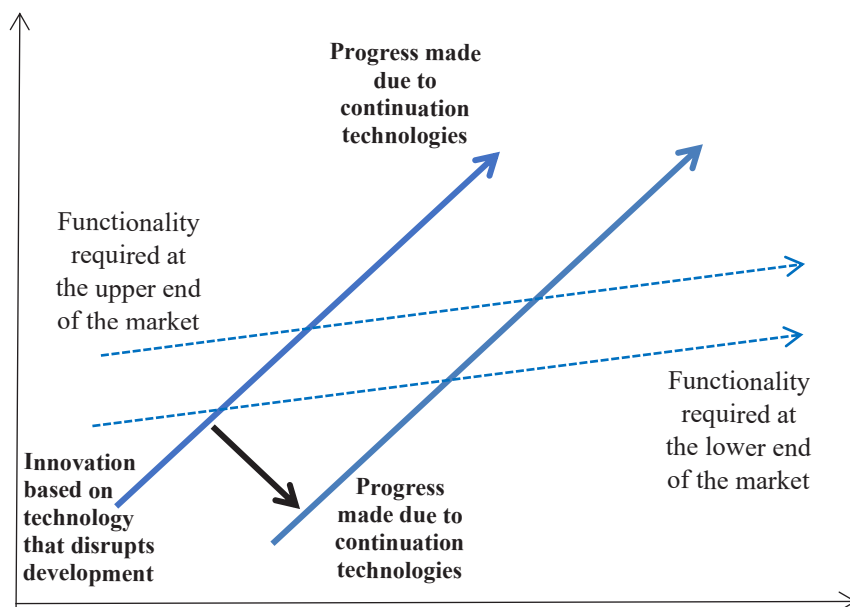 Progress made
due to
continuation
technologies
Functionality
required at
the upper end
of the market
Functionality
required at
the lower end
of the market
Innovation
based on
technology
that disrupts
development
Progress
made due to
continuation
technologies